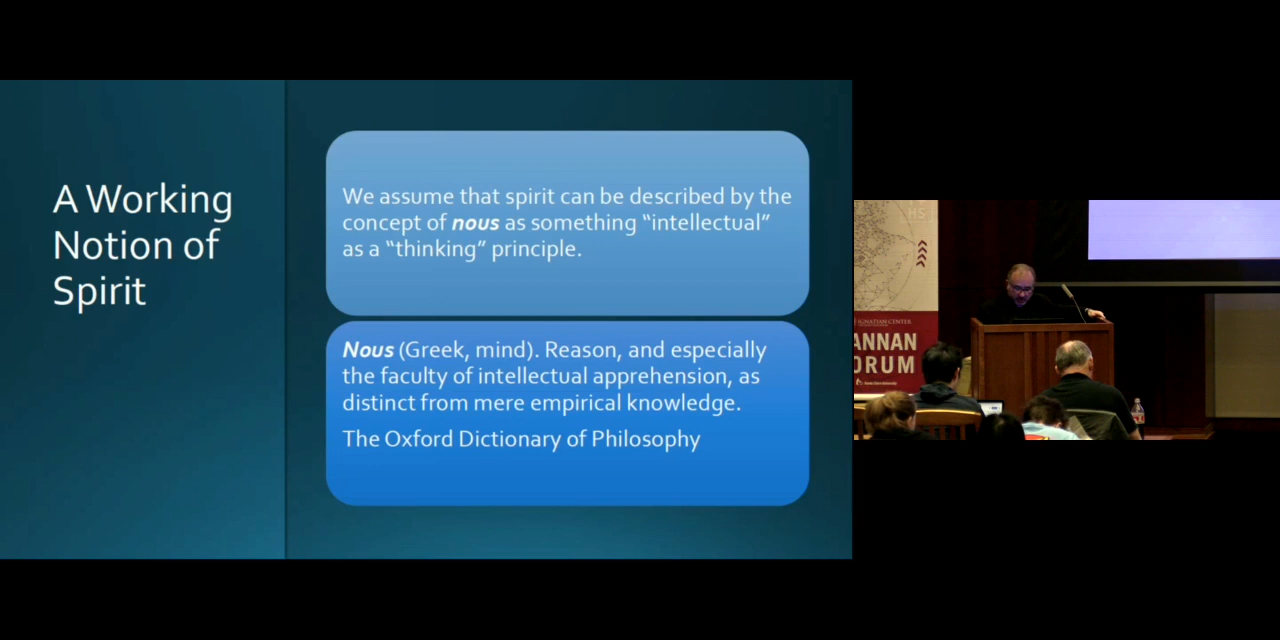 A Working
Notion of
Spirit
We assume that spirit can be described by the
concept of nous as something “intellectual”
as a “thinking” principle.
Nous (Greek, mind). Reason, and especially
the faculty of intellectual apprehension, as
distinct from mere empirical knowledge.
The Oxford Dictionary of Philosophy
IGNATIAN CENTER
ANNAN
ORUM